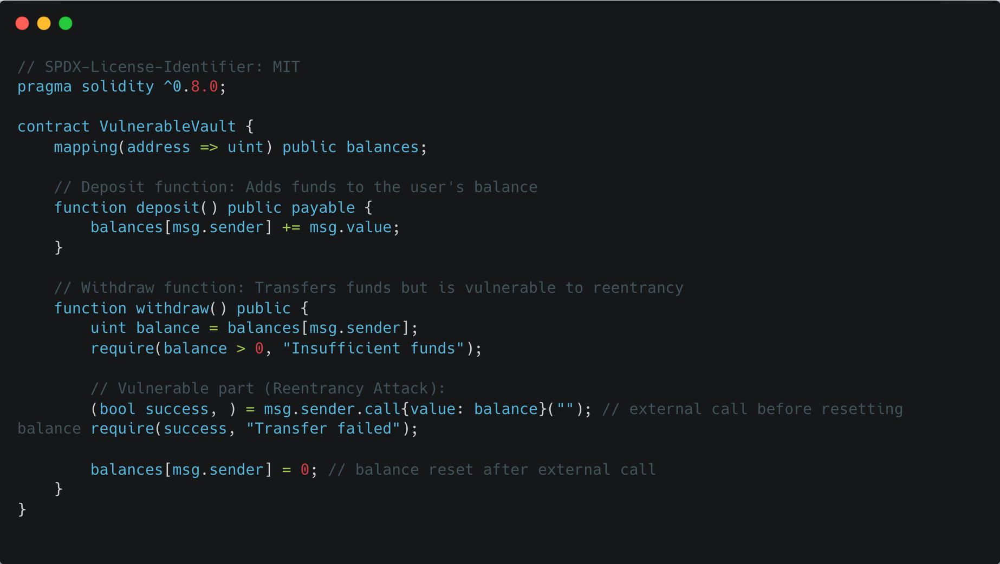 // SPDX-License-Identifier: MIT
pragma solidity ^0.8.0;
contract VulnerableVault {
    mapping(address => uint) public balances;
    // Deposit function: Adds funds to the user's balance
    function deposit() public payable {
        balances[msg.sender] += msg.value;
    }
    // Withdraw function: Transfers funds but is vulnerable to reentrancy
    function withdraw() public {
        uint balance = balances[msg.sender];
        require(balance > 0, "Insufficient funds");
        // Vulnerable part (Reentrancy Attack):
        (bool success, ) = msg.sender.call{value: balance}(""); // external call before resetting
balance require(success, "Transfer failed");
        balances[msg.sender] = 0; // balance reset after external call
    }
}